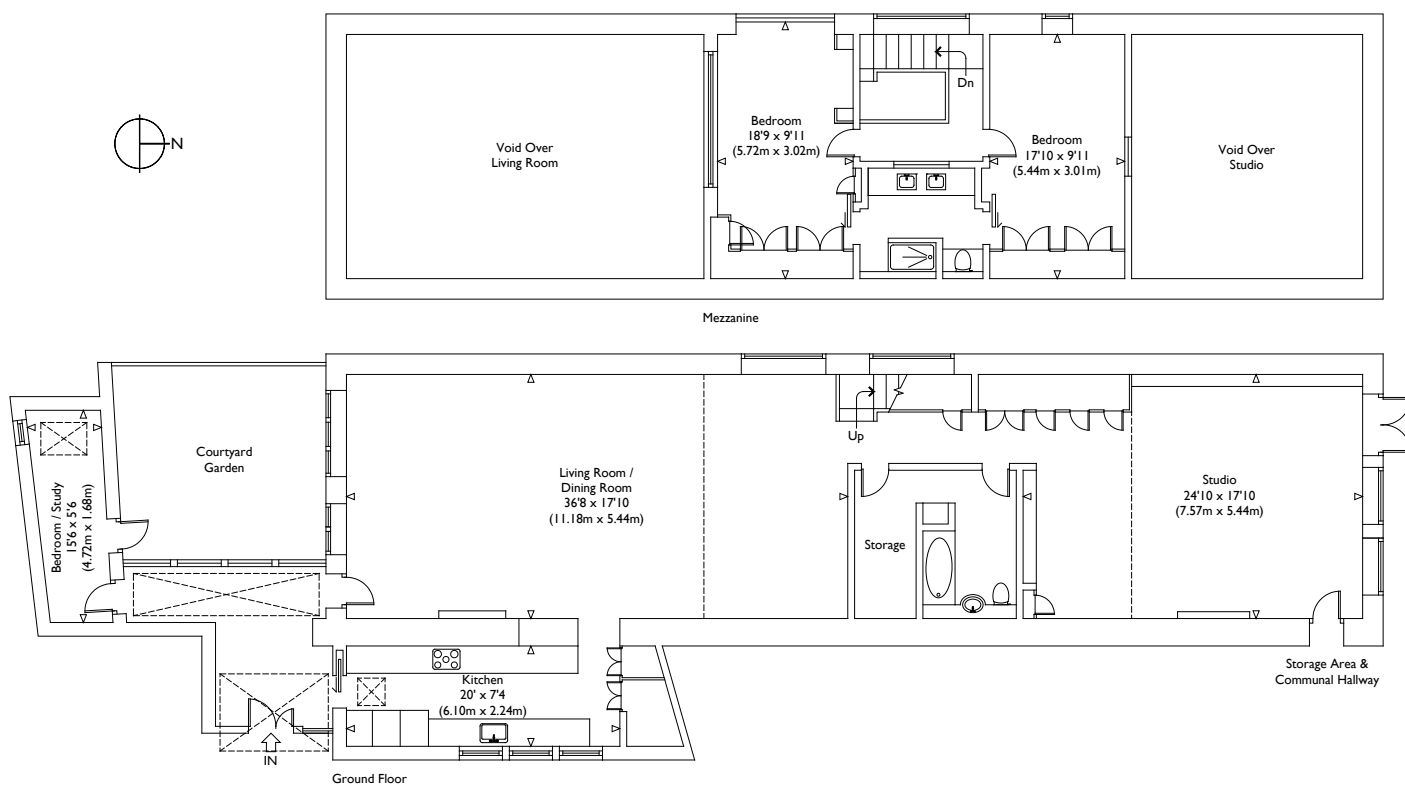 N
Void Over
Living Room
Bedroom
18'9 x 9'11
(5.72m x 3.02m)
Dn
Bedroom
17'10 x 9'11
(5.44m x 3.01m)
Void Over
Studio
Mezzanine
Bedroom / Study
15'6 x 5'6
(4.72m x 1.68m)
Courtyard
Garden
Living Room /
Dining Room
36'8 x 17'10
(11.18m x 5.44m)
Up
Storage
Studio
24'10 x 17'10
(7.57m x 5.44m)
Kitchen
20' x 7'4
(6.10m x 2.24m)
IN
Storage Area &
Communal Hallway
Ground Floor